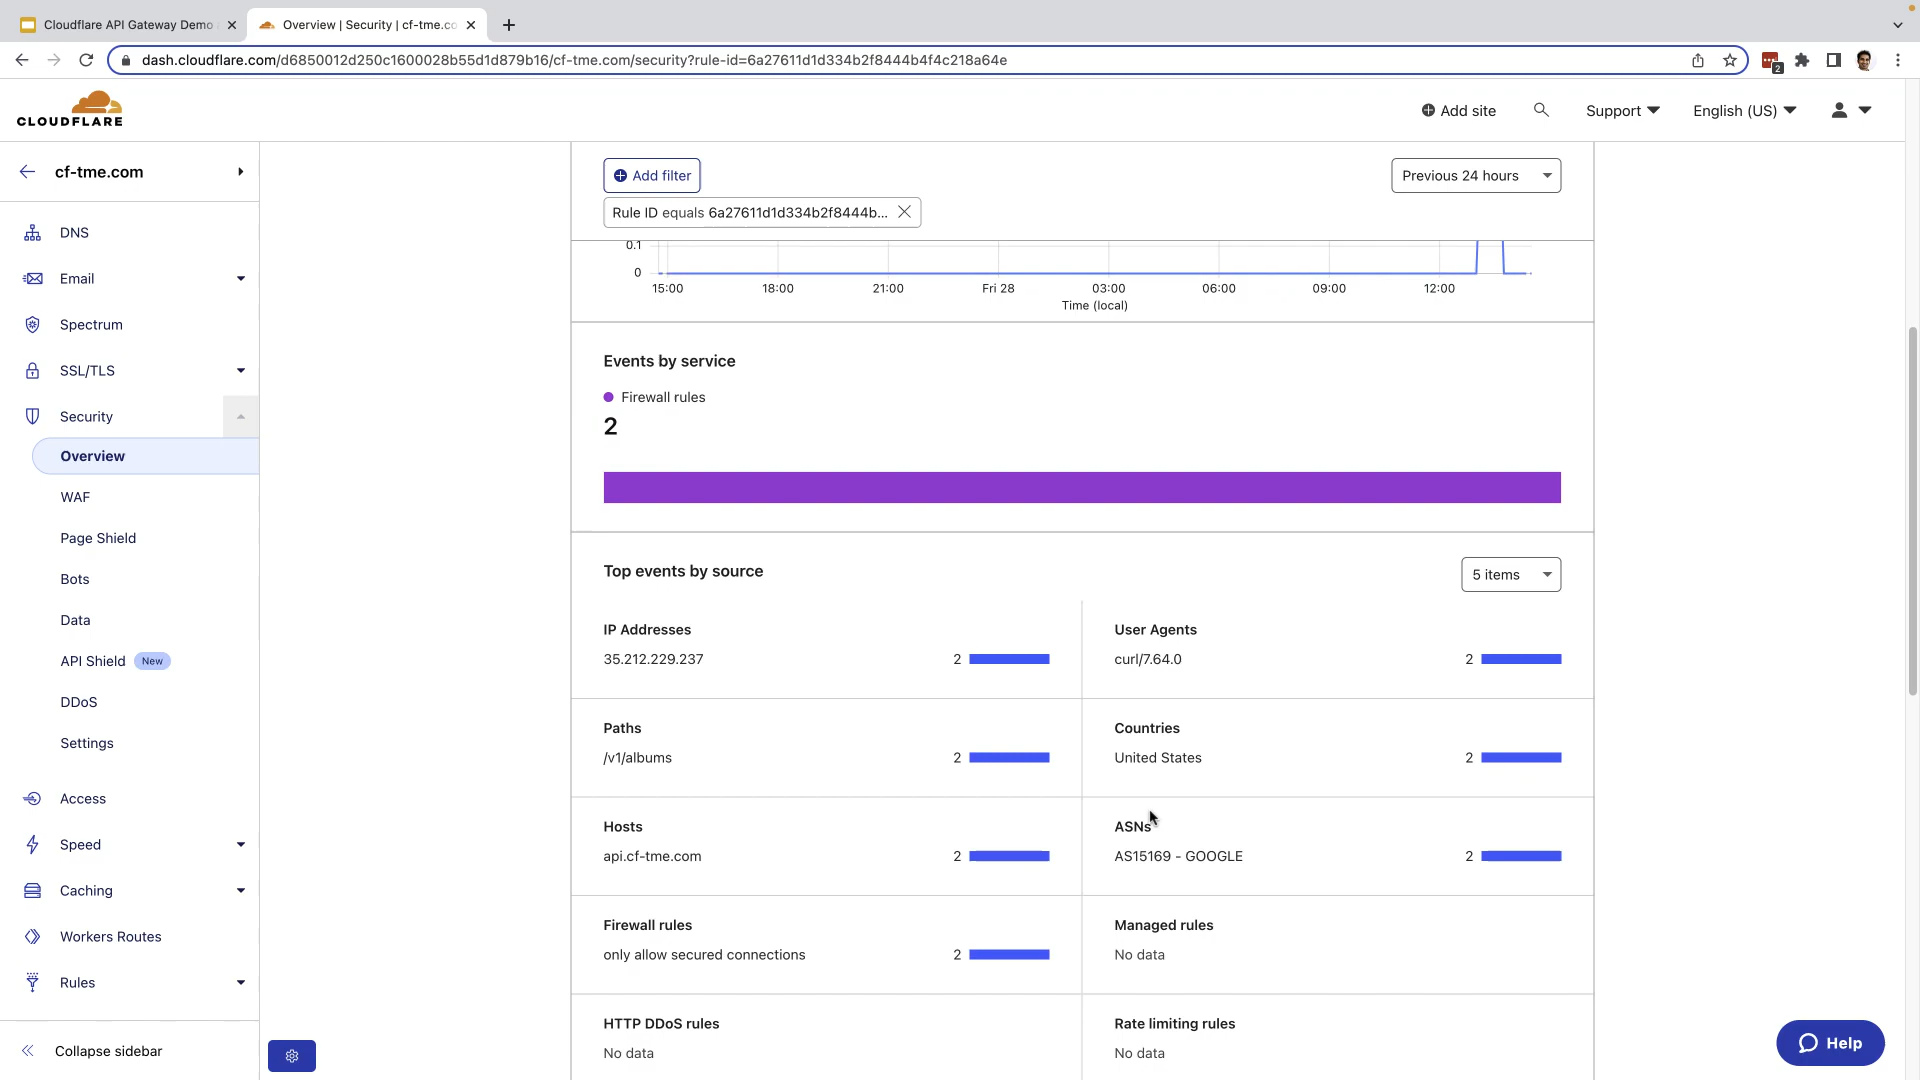 Cloudflare API Gateway Demo
Overview | Security | cf-tme.co
dash.cloudflare.com/d6850012d250c1600028b55d1d879b16/cf-tme.com/security?rule-id=6a27611d1d334b2f8444b4f4c218a64e
2
CLOUDFLARE
Add site
Support
English (US)
cf-tme.com
DNS
Email
Spectrum
SSL/TLS
Security
Overview
WAF
Page Shield
Bots
Data
API Shield New
DDoS
Settings
Access
Speed
Caching
Workers Routes
Rules
Collapse sidebar
Add filter
Previous 24 hours
Rule ID equals 6a27611d1d334b2f8444b...
0.1
0
15:00 18:00 21:00 Fri 28 03:00 06:00 09:00 12:00
Time (local)
Events by service
Firewall rules
2
Top events by source
5 items
IP Addresses
35.212.229.237 2
User Agents
curl/7.64.0 2
Paths
/v1/albums 2
Countries
United States 2
Hosts
api.cf-tme.com 2
ASNs
AS15169 - GOOGLE 2
Firewall rules
only allow secured connections 2
Managed rules
No data
HTTP DDoS rules
No data
Rate limiting rules
No data
Help